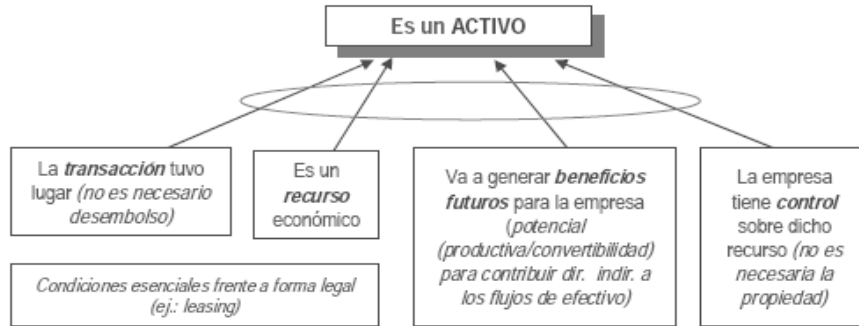 Es un ACTIVO
La transacción tuvo
lugar (no es necesario
desembolso)
Es un
recurso
económico
Va a generar beneficios
futuros para la empresa
(potencial
(productiva/convertibilidad)
para contribuir dir. indir. a
los flujos de efectivo)
La empresa
tiene control
sobre dicho
recurso (no es
necesaria la
propiedad)
Condiciones esenciales frente a forma legal
(ej.: leasing)